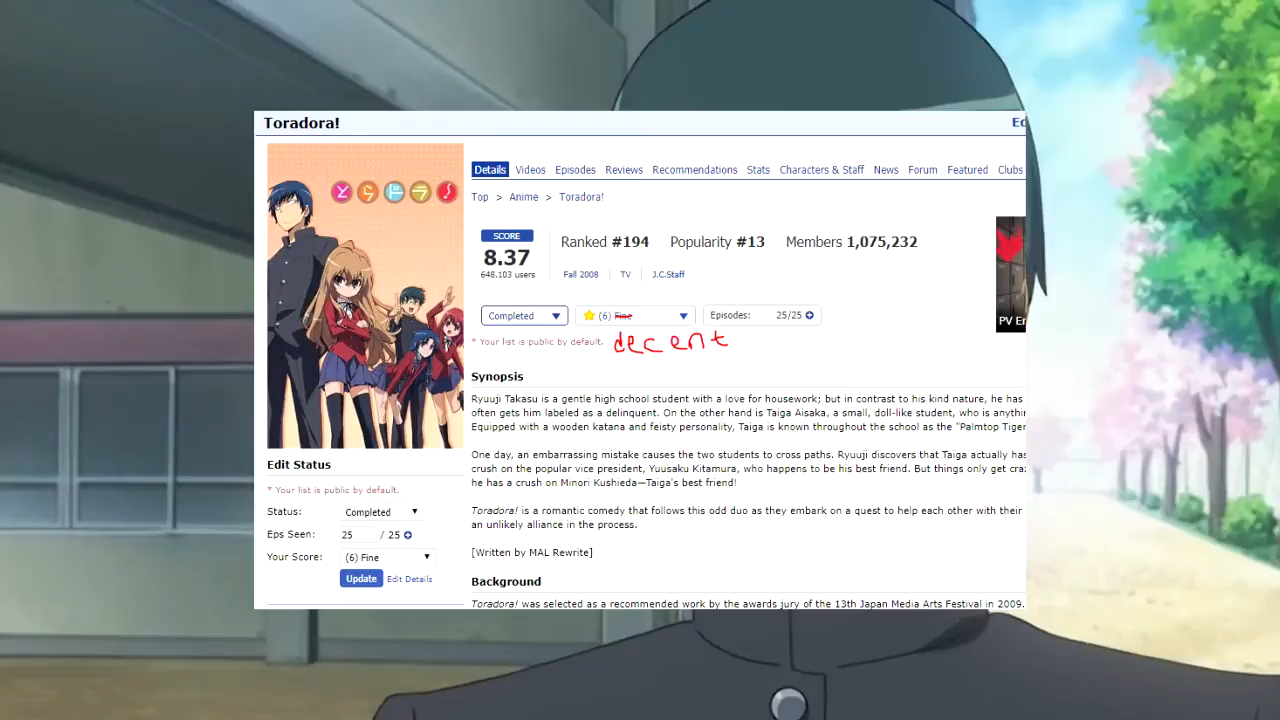 Toradora!
Ed
とらドラ!
Details Videos Episodes Reviews Recommendations Stats Characters & Staff News Forum Featured Clubs
Top > Anime > Toradora!
SCORE
8.37
648,103 users
Ranked #194 Popularity #13 Members 1,075,232
Fall 2008 TV J.C.Staff
Completed (6) Fine Episodes: 25/25
* Your list is public by default.
decent
PV En
Synopsis
Ryuuji Takasu is a gentle high school student with a love for housework; but in contrast to his kind nature, he has
often gets him labeled as a delinquent. On the other hand is Taiga Aisaka, a small, doll-like student, who is anythin
Equipped with a wooden katana and feisty personality, Taiga is known throughout the school as the "Palmtop Tiger
One day, an embarrassing mistake causes the two students to cross paths. Ryuuji discovers that Taiga actually has
crush on the popular vice president, Yuusaku Kitamura, who happens to be his best friend. But things only get craz
he has a crush on Minori Kushieda—Taiga's best friend!
Toradora! is a romantic comedy that follows this odd duo as they embark on a quest to help each other with their
an unlikely alliance in the process.
[Written by MAL Rewrite]
Background
Toradora! was selected as a recommended work by the awards jury of the 13th Japan Media Arts Festival in 2009.
Edit Status
* Your list is public by default.
Status: Completed
Eps Seen: 25 / 25
Your Score: (6) Fine
Update Edit Details